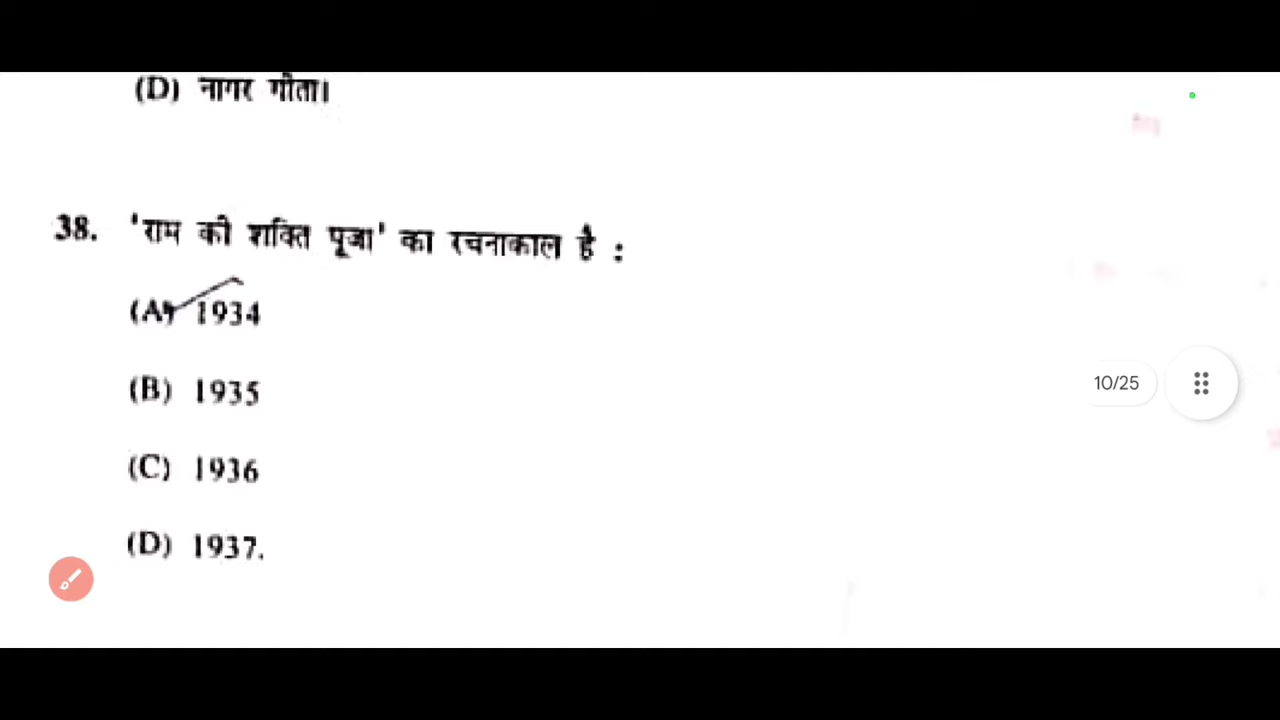 (D) नागर गीता।
38. 'राम की शक्ति पूजा' का रचनाकाल है :
(A) 1934
(B) 1935
10/25
(C) 1936
(D) 1937.